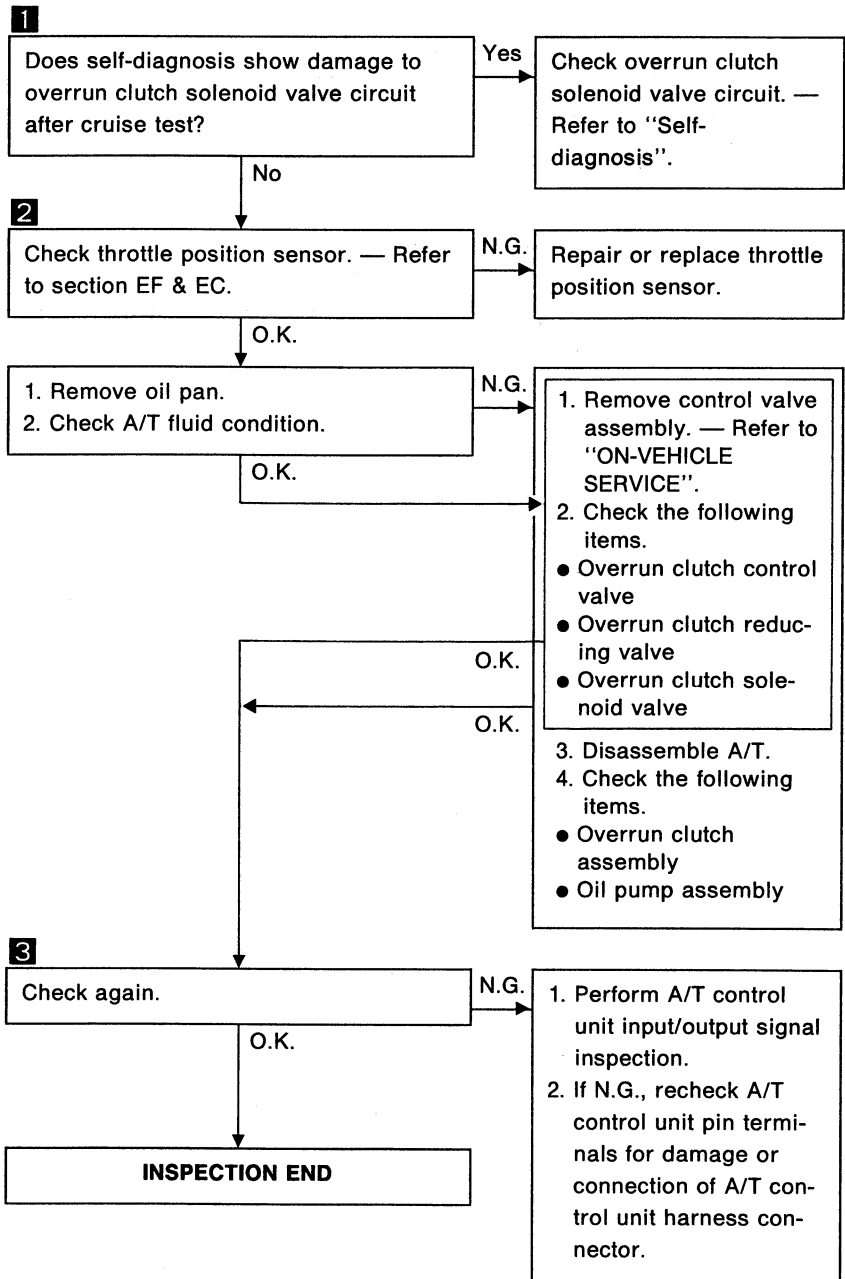 1
Does self-diagnosis show damage to
overrun clutch solenoid valve circuit
after cruise test?
Yes
Check overrun clutch
solenoid valve circuit. —
Refer to "Self-
diagnosis".
No
2
Check throttle position sensor. — Refer
to section EF & EC.
N.G.
Repair or replace throttle
position sensor.
O.K.
1. Remove oil pan.
2. Check A/T fluid condition.
N.G.
O.K.
1. Remove control valve
assembly. — Refer to
"ON-VEHICLE
SERVICE".
2. Check the following
items.
● Overrun clutch control
valve
● Overrun clutch reduc-
ing valve
● Overrun clutch sole-
noid valve
O.K.
O.K.
3. Disassemble A/T.
4. Check the following
items.
● Overrun clutch
assembly
● Oil pump assembly
3
Check again.
N.G.
O.K.
1. Perform A/T control
unit input/output signal
inspection.
2. If N.G., recheck A/T
control unit pin termi-
nals for damage or
connection of A/T con-
trol unit harness con-
nector.
INSPECTION END